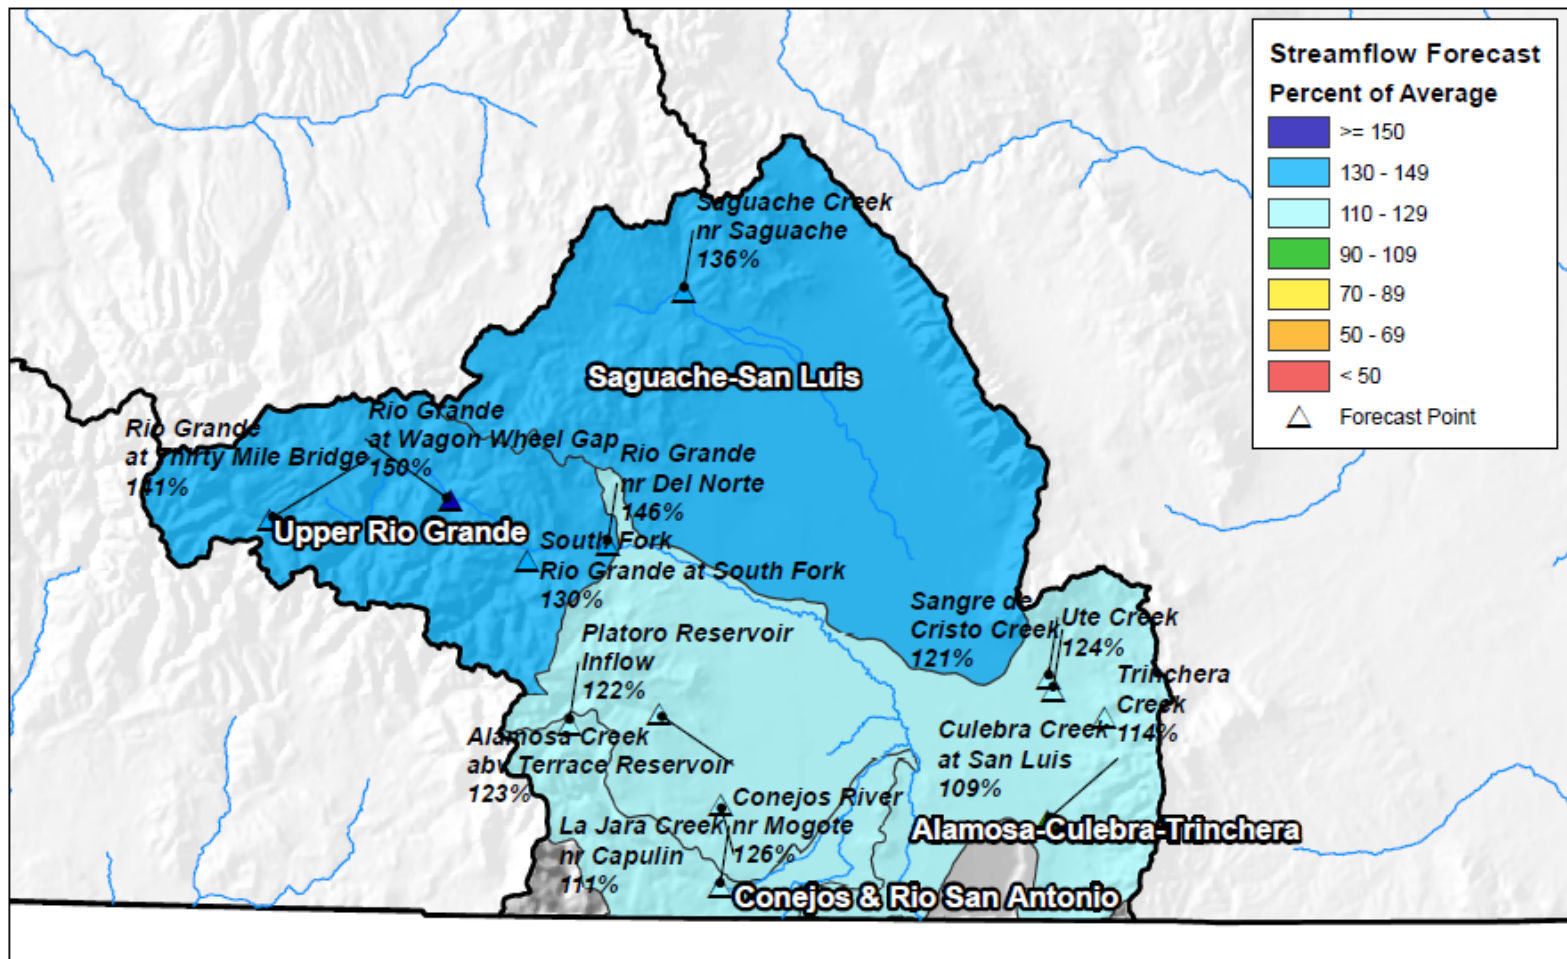 Streamflow Forecast
Percent of Average
>= 150
130 - 149
110 - 129
90 - 109
70 - 89
50 - 69
< 50
Forecast Point
Saguache Creek
nr Saguache
136%
Saguache-San Luis
Rio Grande
at Thirty Mile Bridge
141%
Rio Grande
at Wagon Wheel Gap
150%
Rio Grande
nr Del Norte
146%
Upper Rio Grande
South Fork
Rio Grande at South Fork
130%
Platoro Reservoir
Inflow
122%
Sangre de
Cristo Creek
121%
Ute Creek
124%
Trinchera
Creek
114%
Alamosa Creek
abv Terrace Reservoir
123%
Culebra Creek
at San Luis
109%
Conejos River
nr Mogote
126%
La Jara Creek
nr Capulin
111%
Alamosa-Culebra-Trinchera
Conejos & Rio San Antonio